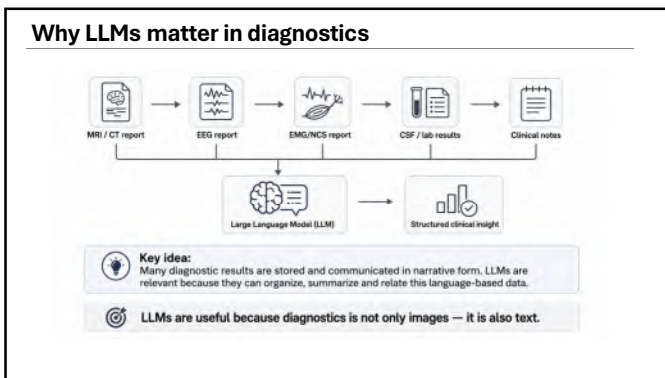 Why LLMs matter in diagnostics
MRI / CT report
EEG report
EMG/NCS report
CSF / lab results
Clinical notes
Large Language Model (LLM)
Structured clinical insight
Key idea:
Many diagnostic results are stored and communicated in narrative form. LLMs are
relevant because they can organize, summarize and relate this language-based data.
LLMs are useful because diagnostics is not only images — it is also text.